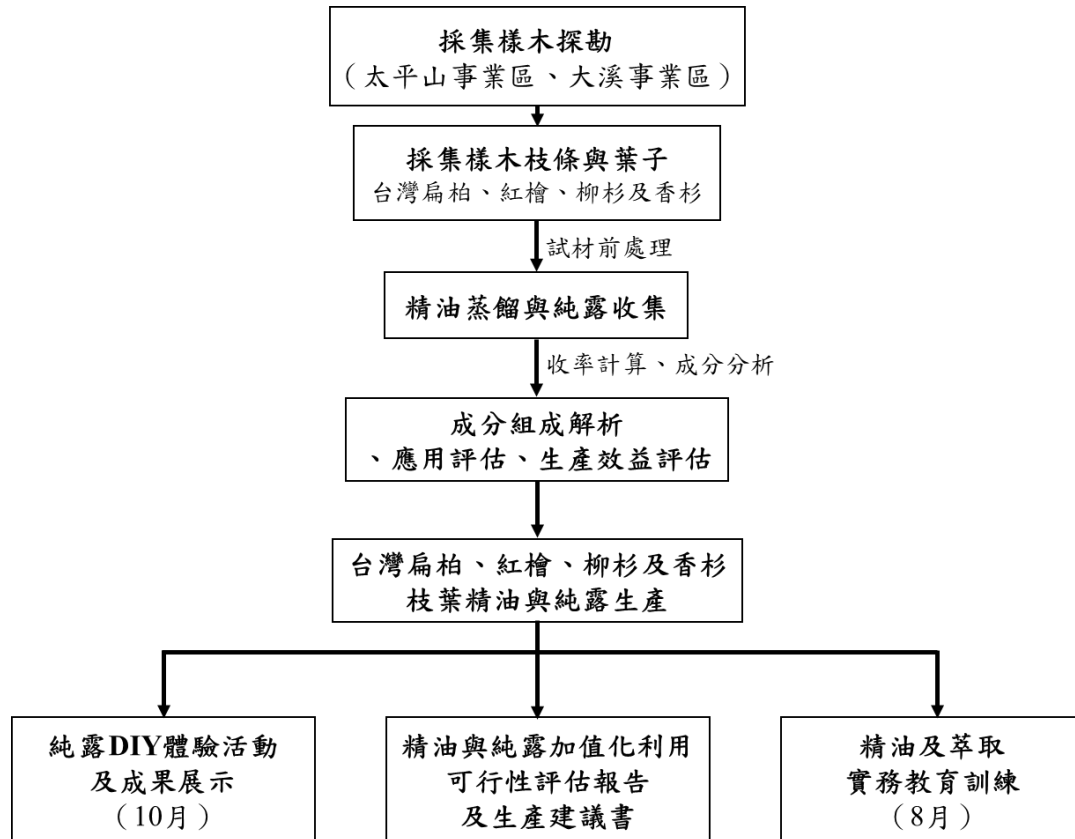 採集樣木探勘
（太平山事業區、大溪事業區）
採集樣木枝條與葉子
台灣扁柏、紅檜、柳杉及香杉
試材前處理
精油蒸餾與純露收集
收率計算、成分分析
成分組成解析
、應用評估、生產效益評估
台灣扁柏、紅檜、柳杉及香杉
枝葉精油與純露生產
純露DIY體驗活動
及成果展示
（10月）
精油與純露加值化利用
可行性評估報告
及生產建議書
精油及萃取
實務教育訓練
（8月）